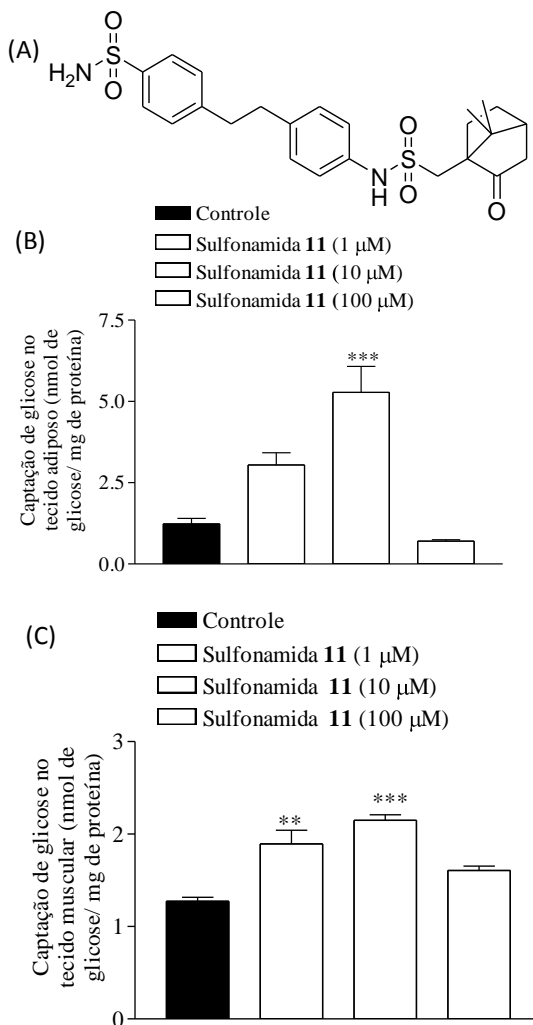 (A)
O
H₂N
S
O
O
S
N
H
O
O
Controle
(B)
Sulfonamida 11 (1 µM)
Sulfonamida 11 (10 µM)
Sulfonamida 11 (100 µM)
Captação de glicose no
tecido adiposo (nmol de
glicose/ mg de proteína)
7.5
5.0
2.5
0.0
***
Controle
(C)
Sulfonamida 11 (1 µM)
Sulfonamida 11 (10 µM)
Sulfonamida 11 (100 µM)
Captação de glicose no
tecido muscular (nmol de
glicose/ mg de proteína)
3
2
1
0
**
***